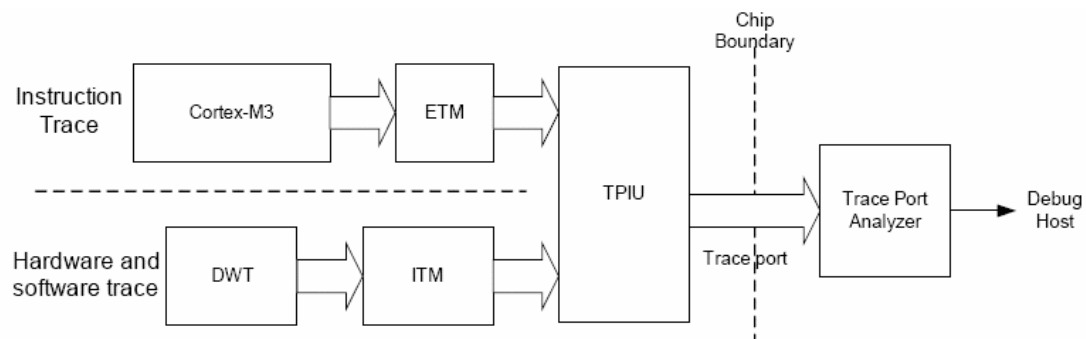 Chip
Boundary
Instruction
Trace
Cortex-M3
ETM
TPIU
Trace Port
Analyzer
Debug
Host
Trace port
Hardware and
software trace
DWT
ITM